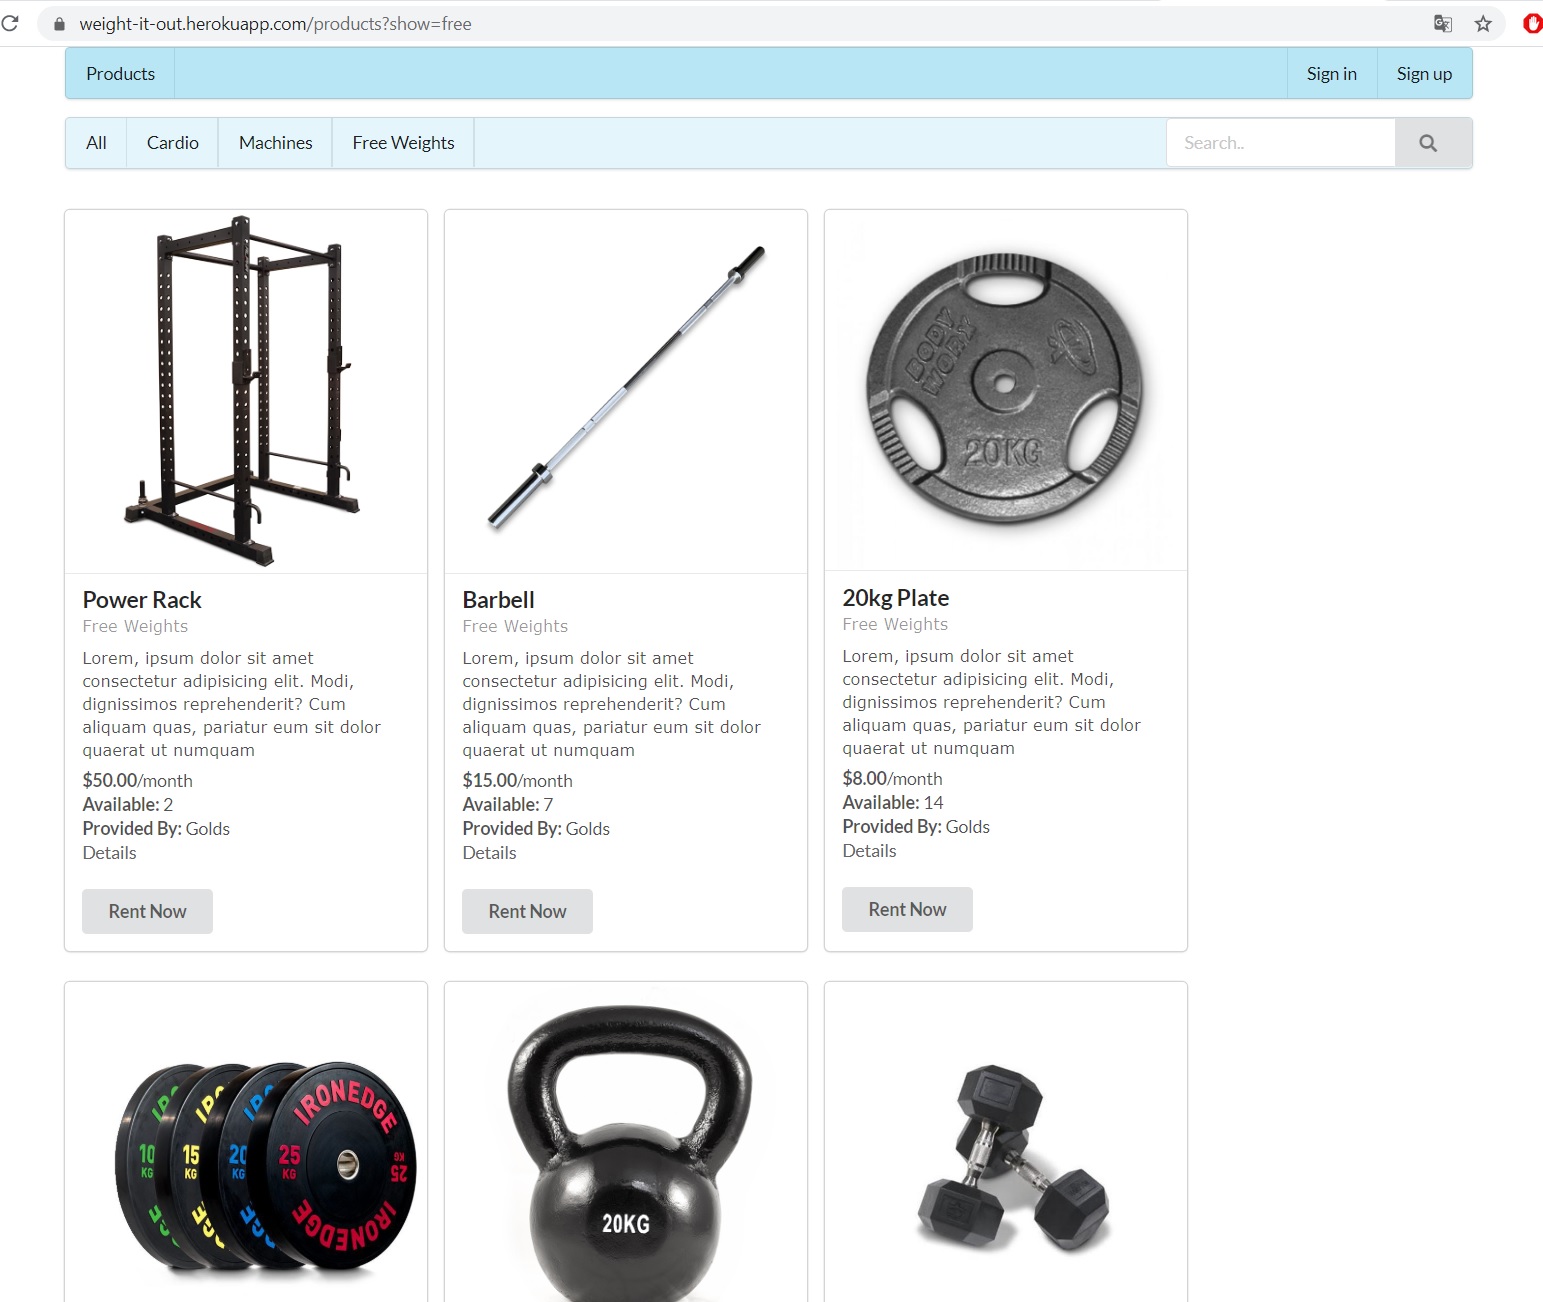 weight-it-out.herokuapp.com/products?show=free
Products
Sign in
Sign up
All
Cardio
Machines
Free Weights
Search..
BODY
WORX
20KG
Power Rack
Free Weights
Lorem, ipsum dolor sit amet
consectetur adipisicing elit. Modi,
dignissimos reprehenderit? Cum
aliquam quas, pariatur eum sit dolor
quaerat ut numquam
$50.00/month
Available: 2
Provided By: Golds
Details
Rent Now
Barbell
Free Weights
Lorem, ipsum dolor sit amet
consectetur adipisicing elit. Modi,
dignissimos reprehenderit? Cum
aliquam quas, pariatur eum sit dolor
quaerat ut numquam
$15.00/month
Available: 7
Provided By: Golds
Details
Rent Now
20kg Plate
Free Weights
Lorem, ipsum dolor sit amet
consectetur adipisicing elit. Modi,
dignissimos reprehenderit? Cum
aliquam quas, pariatur eum sit dolor
quaerat ut numquam
$8.00/month
Available: 14
Provided By: Golds
Details
Rent Now
IRONEDGE
10
KG
15
KG
20
KG
25
KG
25
KG
IRONEDGE
20KG